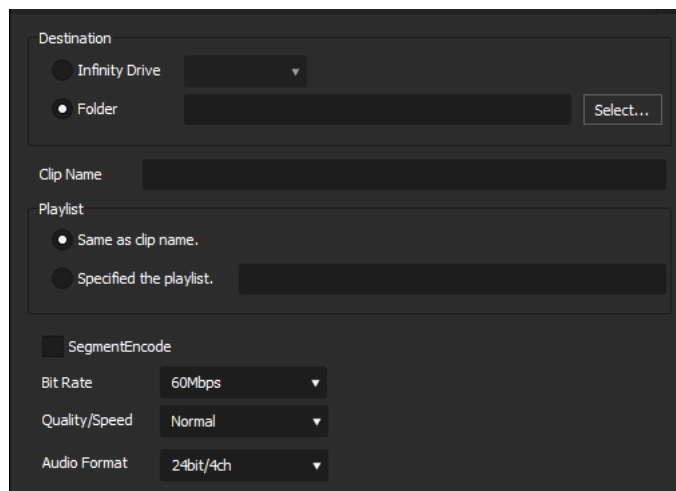 Destination
Infinity Drive
Folder
Select...
Clip Name
Playlist
Same as clip name.
Specified the playlist.
SegmentEncode
Bit Rate 60Mbps
Quality/Speed Normal
Audio Format 24bit/4ch